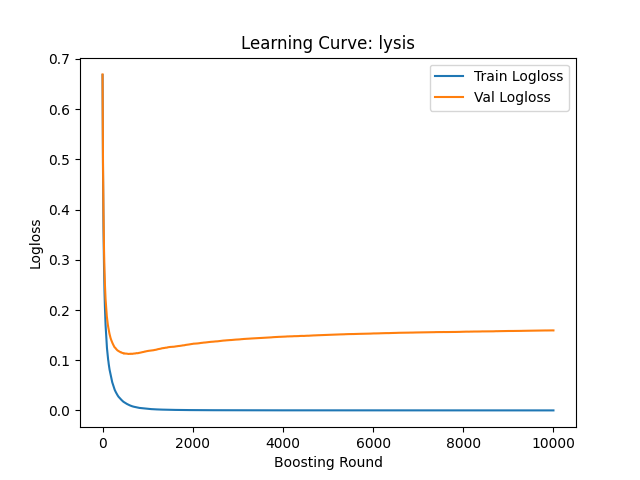 Learning Curve: lysis
Train Logloss
Val Logloss
Logloss
0.7
0.6
0.5
0.4
0.3
0.2
0.1
0.0
0 2000 4000 6000 8000 10000
Boosting Round